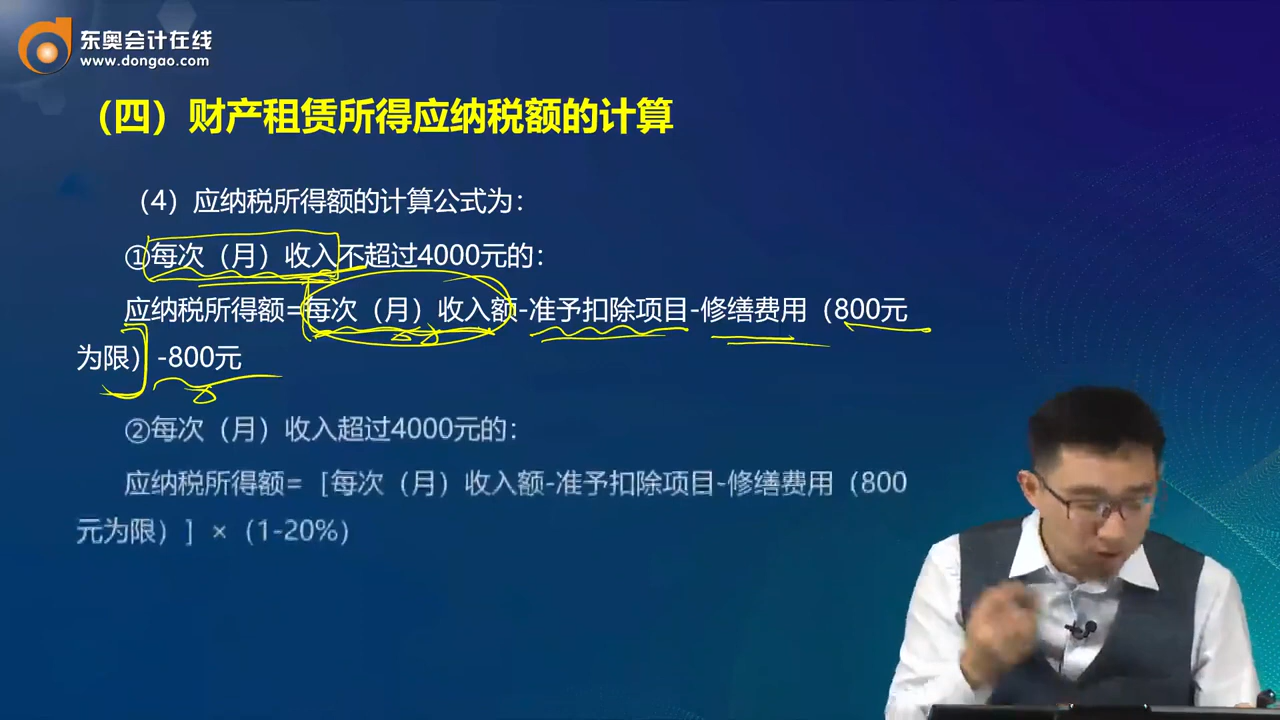 东奥会计在线
www.dongao.com
（四）财产租赁所得应纳税额的计算
（4）应纳税所得额的计算公式为：
①每次（月）收入不超过4000元的：
应纳税所得额=每次（月）收入额-准予扣除项目-修缮费用（800元
为限）-800元
②每次（月）收入超过4000元的：
应纳税所得额=［每次（月）收入额-准予扣除项目-修缮费用（800
元为限）］×（1-20%）